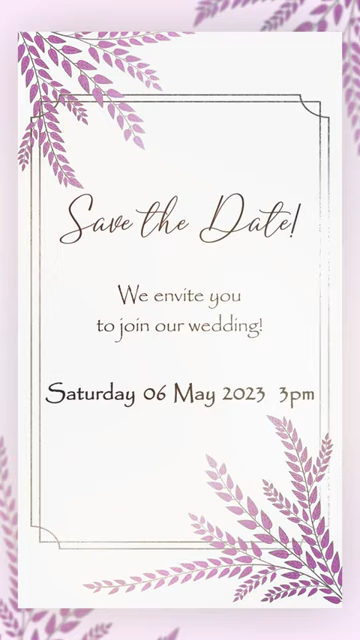 Save the Date!
We envite you
to join our wedding!
Saturday 06 May 2023 3pm